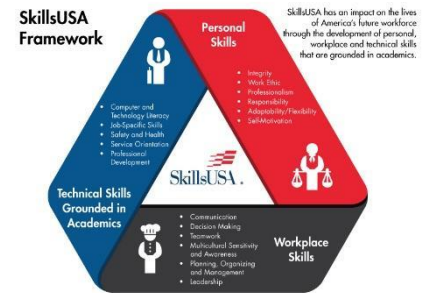 SkillsUSA
Framework
SkillsUSA has an impact on the lives
of America's future workforce
through the development of personal,
workplace and technical skills
that are grounded in academics.
Personal
Skills
• Integrity
• Work Ethic
• Professionalism
• Responsibility
• Adaptability/Flexibility
• Self-Motivation
• Computer and
Technology Literacy
• Job-Specific Skills
• Safety and Health
• Service Orientation
• Professional
Development
SkillsUSA.
Technical Skills
Grounded in
Academics
• Communication
• Decision Making
• Teamwork
• Multicultural Sensitivity
and Awareness
• Planning, Organizing
and Management
• Leadership
Workplace
Skills